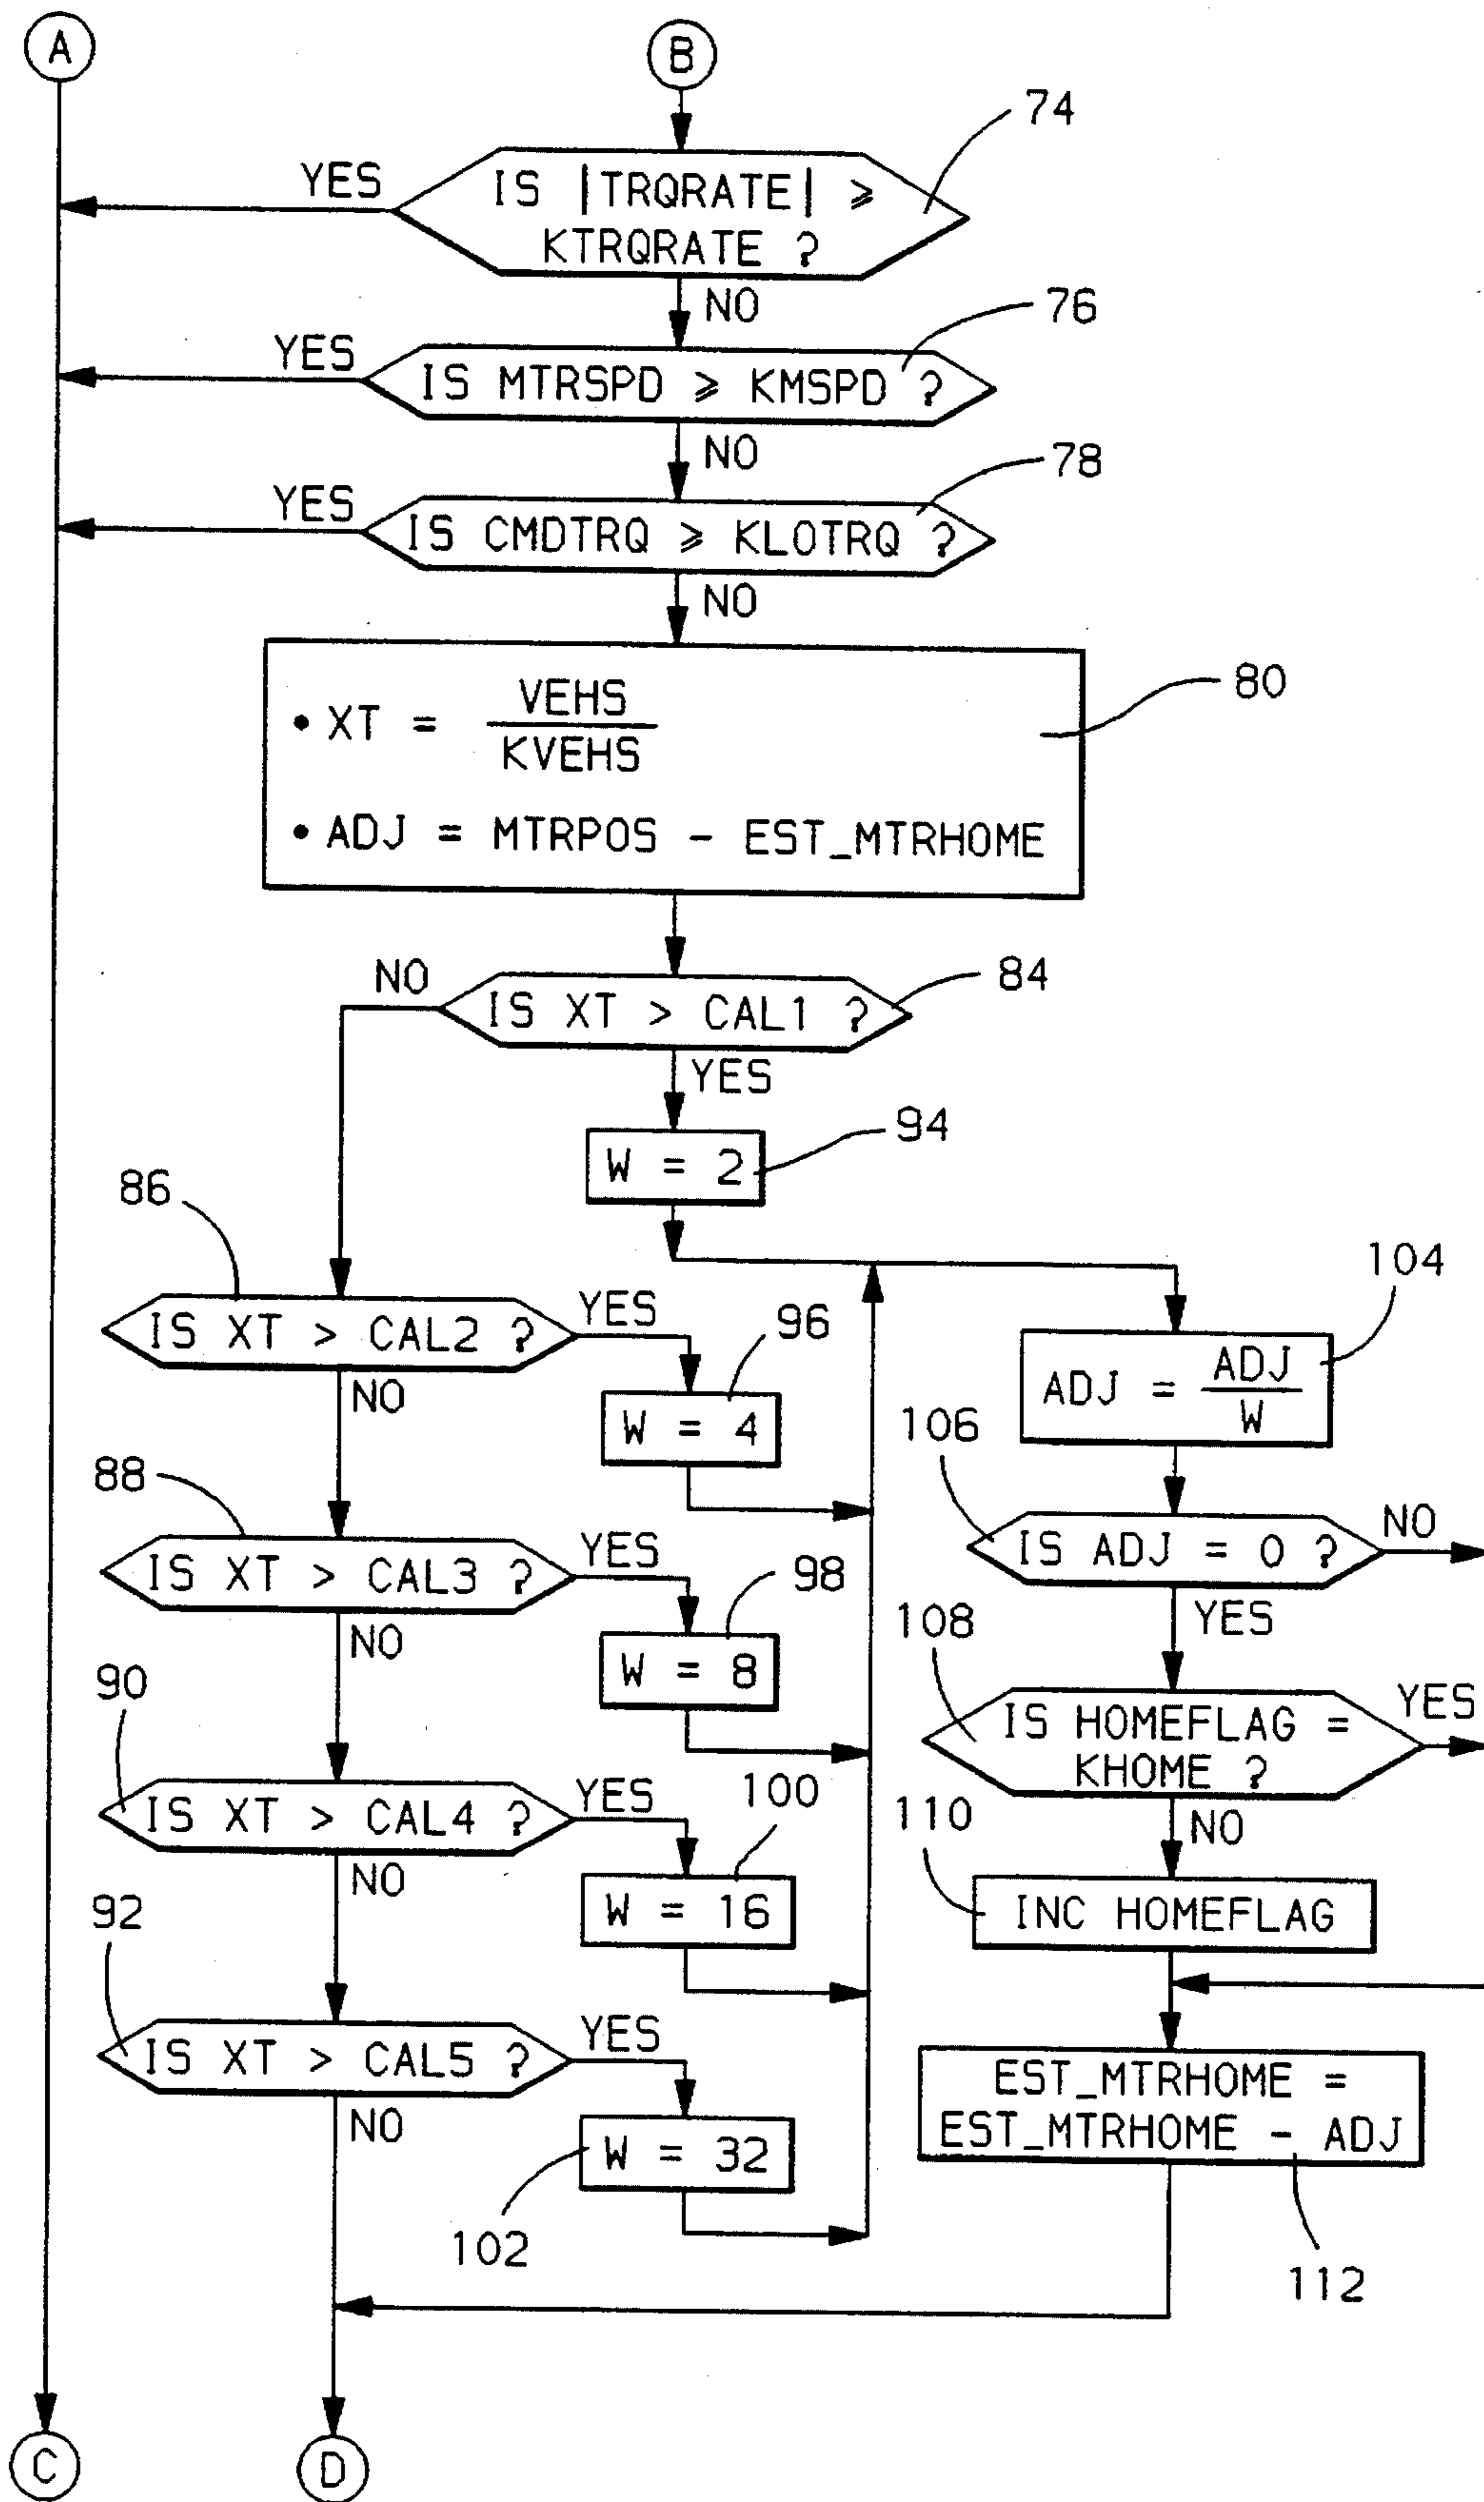 A
B
74
YES
IS |TRQRATE| ≥
KTRQRATE ?
NO
76
YES
IS MTRSPD ≥ KMSPD ?
NO
78
YES
IS CMDTRQ ≥ KLOTRQ ?
NO
80
• XT = VEHS
KVEHS
• ADJ = MTRPOS - EST_MTRHOME
84
NO
IS XT > CAL1 ?
YES
94
W = 2
86
IS XT > CAL2 ?
YES
96
W = 4
NO
104
ADJ = ADJ
W
88
IS XT > CAL3 ?
YES
98
W = 8
NO
106
IS ADJ = 0 ?
NO
YES
90
IS XT > CAL4 ?
YES
100
W = 16
NO
108
IS HOMEFLAG =
KHOME ?
YES
NO
110
INC HOMEFLAG
92
IS XT > CAL5 ?
YES
102
W = 32
NO
EST_MTRHOME =
EST_MTRHOME - ADJ
112
C
D